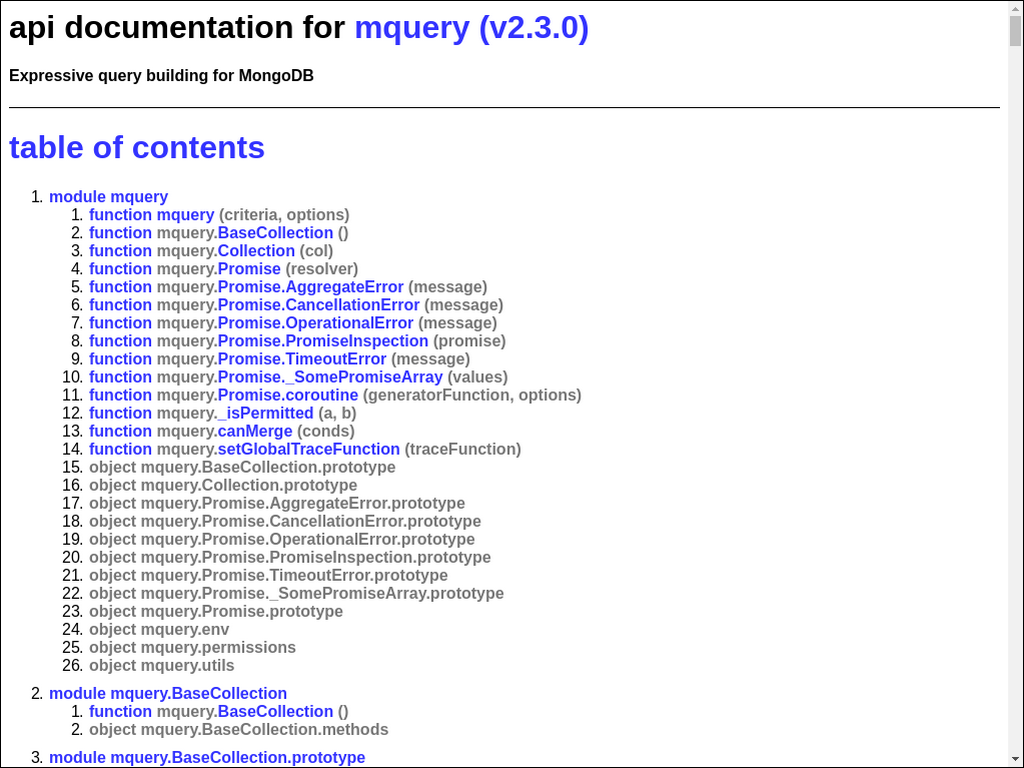 api documentation for mquery (v2.3.0)
Expressive query building for MongoDB
table of contents
1. module mquery
1. function mquery (criteria, options)
2. function mquery.BaseCollection ()
3. function mquery.Collection (col)
4. function mquery.Promise (resolver)
5. function mquery.Promise.AggregateError (message)
6. function mquery.Promise.CancellationError (message)
7. function mquery.Promise.OperationalError (message)
8. function mquery.Promise.PromiseInspection (promise)
9. function mquery.Promise.TimeoutError (message)
10. function mquery.Promise._SomePromiseArray (values)
11. function mquery.Promise.coroutine (generatorFunction, options)
12. function mquery._isPermitted (a, b)
13. function mquery.canMerge (conds)
14. function mquery.setGlobalTraceFunction (traceFunction)
15. object mquery.BaseCollection.prototype
16. object mquery.Collection.prototype
17. object mquery.Promise.AggregateError.prototype
18. object mquery.Promise.CancellationError.prototype
19. object mquery.Promise.OperationalError.prototype
20. object mquery.Promise.PromiseInspection.prototype
21. object mquery.Promise.TimeoutError.prototype
22. object mquery.Promise._SomePromiseArray.prototype
23. object mquery.Promise.prototype
24. object mquery.env
25. object mquery.permissions
26. object mquery.utils
2. module mquery.BaseCollection
1. function mquery.BaseCollection ()
2. object mquery.BaseCollection.methods
3. module mquery.BaseCollection.prototype